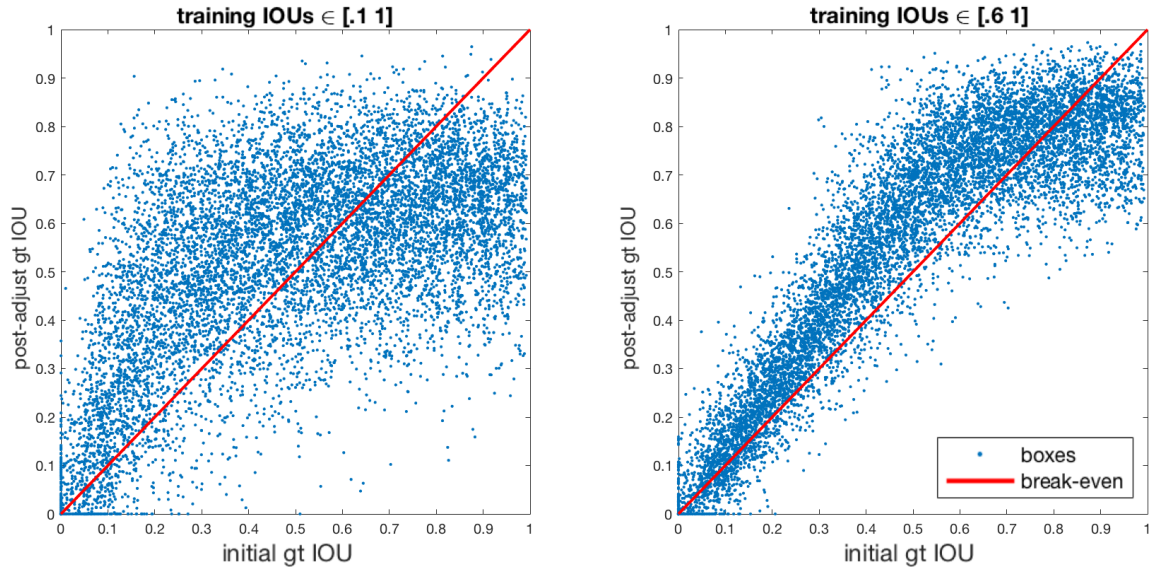 training IOUs ∈ [.1 1]
1
0.9
0.8
0.7
0.6
0.5
0.4
0.3
0.2
0.1
0
post-adjust gt IOU
0 0.1 0.2 0.3 0.4 0.5 0.6 0.7 0.8 0.9 1
initial gt IOU
training IOUs ∈ [.6 1]
1
0.9
0.8
0.7
0.6
0.5
0.4
0.3
0.2
0.1
0
post-adjust gt IOU
boxes
break-even
0 0.1 0.2 0.3 0.4 0.5 0.6 0.7 0.8 0.9 1
initial gt IOU